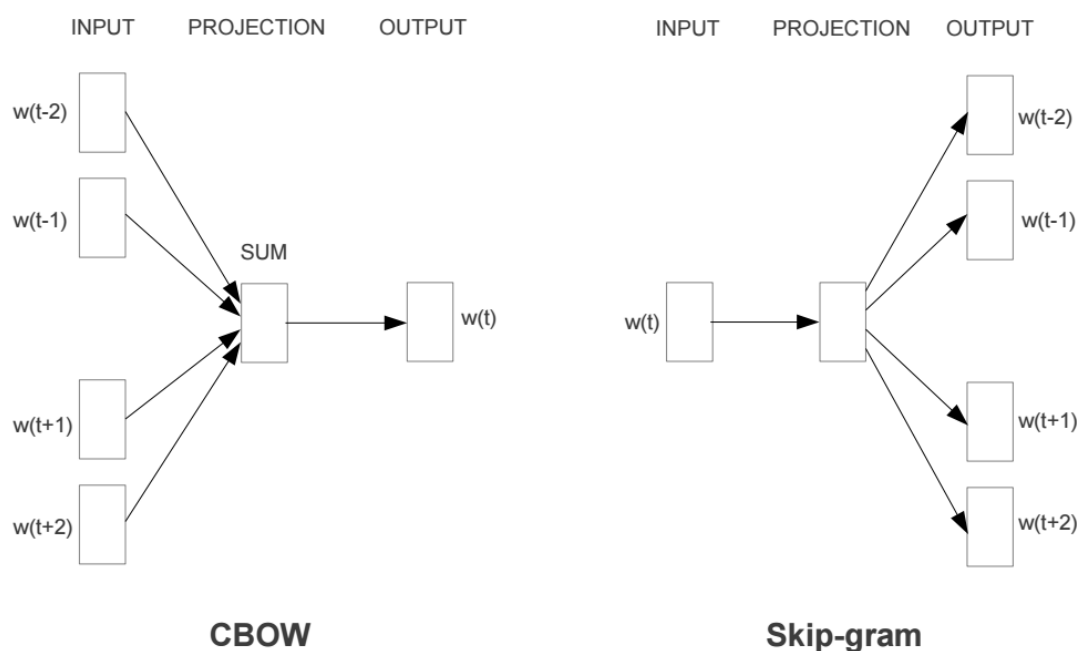 INPUT PROJECTION OUTPUT
w(t-2)
w(t-1)
SUM
w(t)
w(t+1)
w(t+2)
CBOW
INPUT PROJECTION OUTPUT
w(t-2)
w(t-1)
w(t)
w(t+1)
w(t+2)
Skip-gram